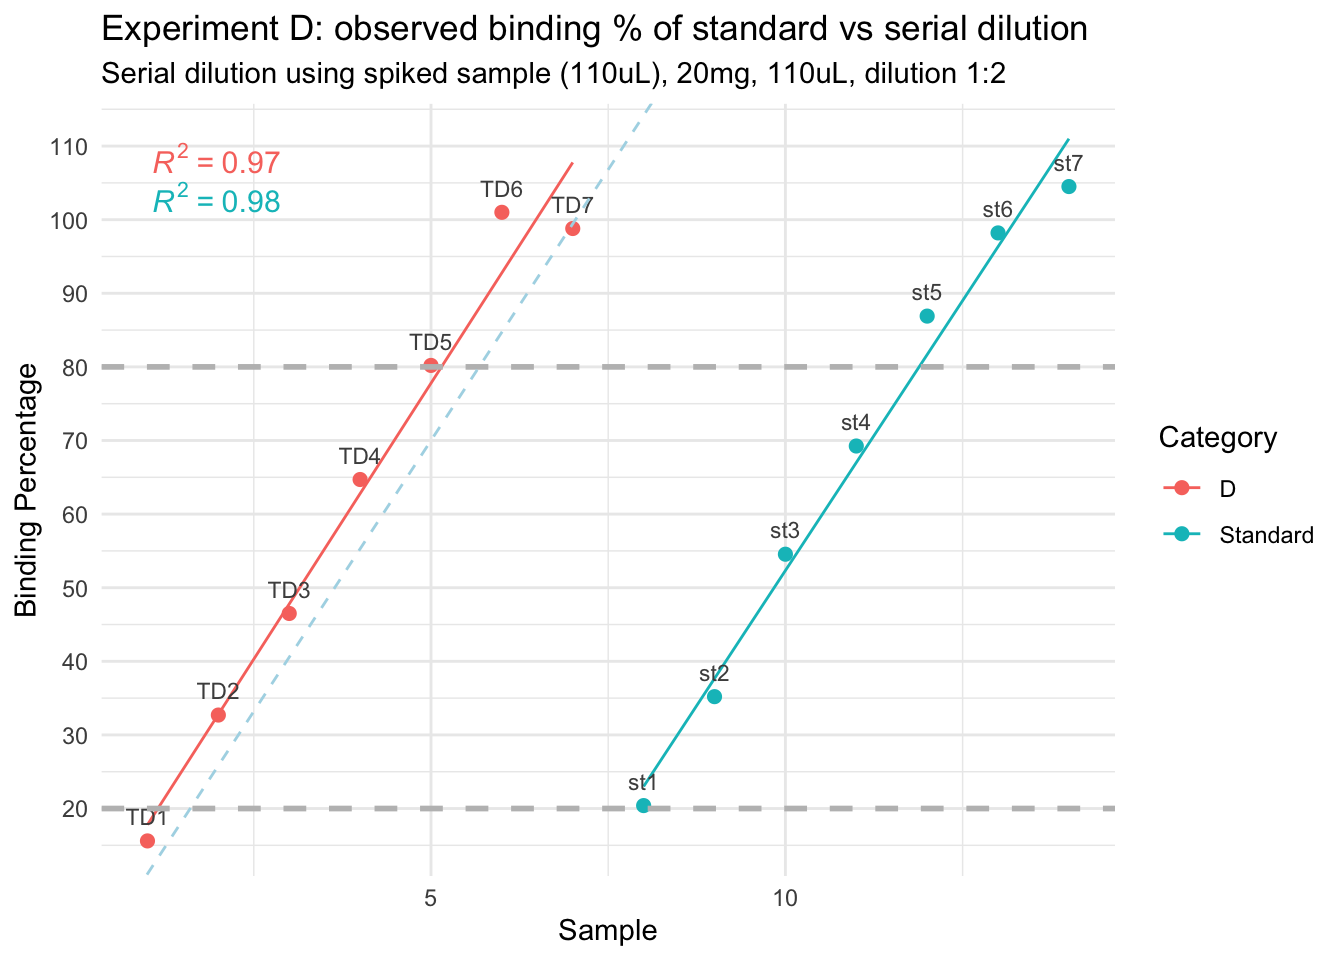 Experiment D: observed binding % of standard vs serial dilution
Serial dilution using spiked sample (110uL), 20mg, 110uL, dilution 1:2
R² = 0.97
R² = 0.98
110
100
90
80
70
60
50
40
30
20
Binding Percentage
TD1
TD2
TD3
TD4
TD5
TD6
TD7
st1
st2
st3
st4
st5
st6
st7
5
10
Sample
Category
D
Standard